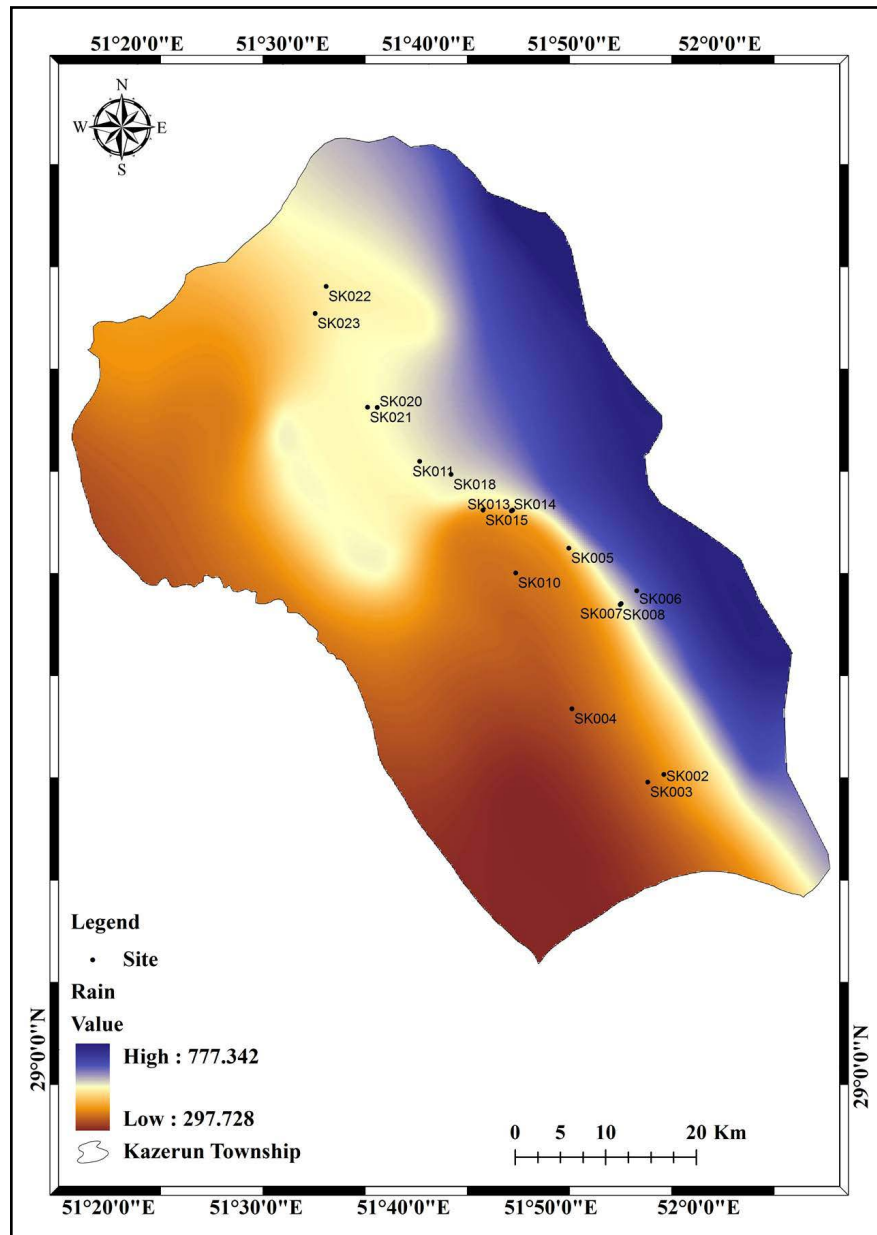 51°20'0"E 51°30'0"E 51°40'0"E 51°50'0"E 52°0'0"E
N
W E
S
SK022
SK023
SK020
SK021
SK011
SK018
SK013 SK014
SK015
SK005
SK010
SK006
SK007 SK008
SK004
SK002
SK003
Legend
Site
Rain
Value
High : 777.342
Low : 297.728
Kazerun Township
0 5 10 20 Km
29°0'0"N
29°0'0"N
51°20'0"E 51°30'0"E 51°40'0"E 51°50'0"E 52°0'0"E